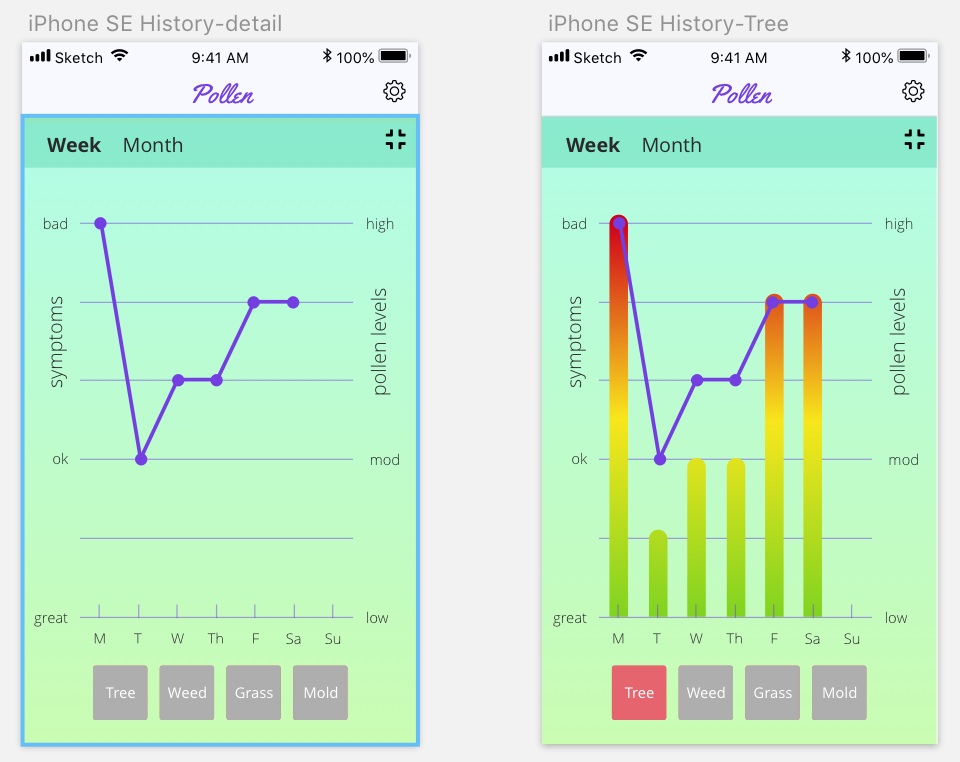 iPhone SE History-detail
Sketch 9:41 AM 100%
Pollen
Week Month
bad high
symptoms
pollen levels
ok mod
great low
M T W Th F Sa Su
Tree Weed Grass Mold
iPhone SE History-Tree
Sketch 9:41 AM 100%
Pollen
Week Month
bad high
symptoms
pollen levels
ok mod
great low
M T W Th F Sa Su
Tree Weed Grass Mold